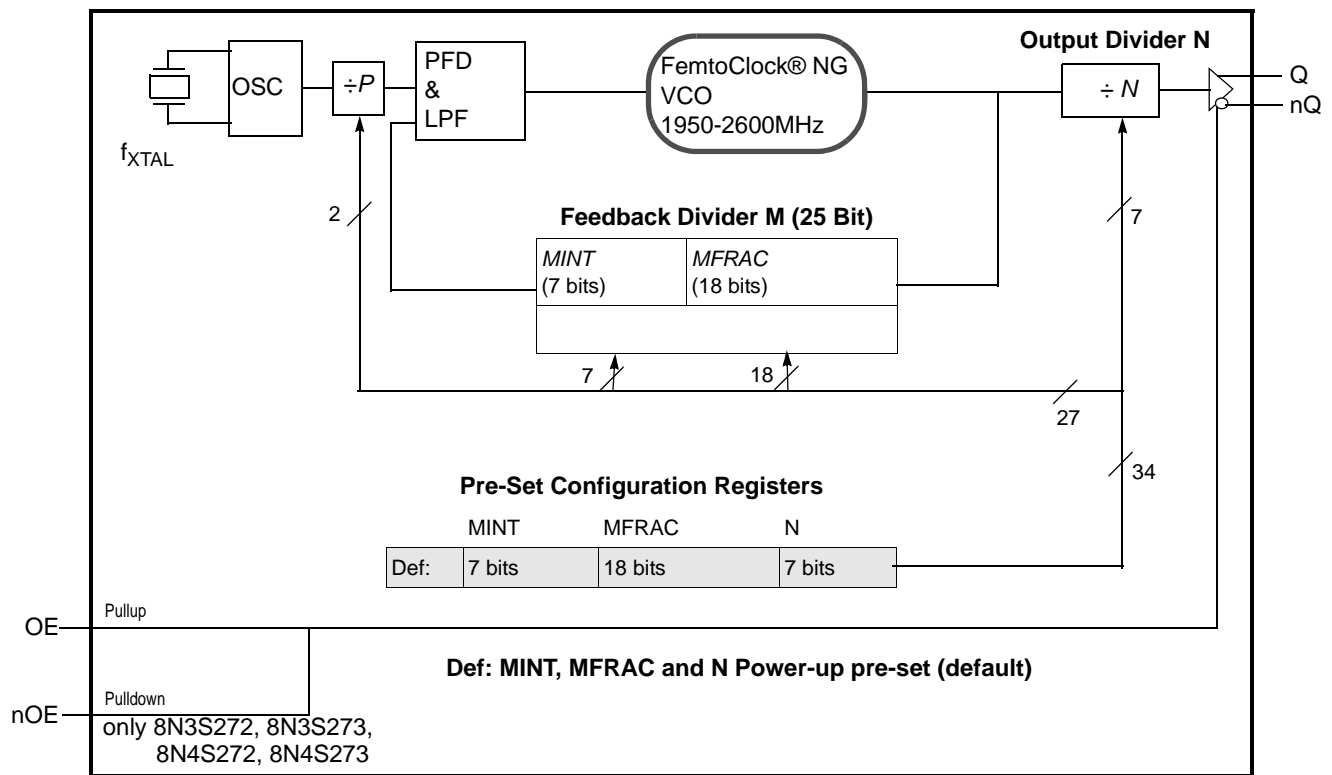 Output Divider N
OSC
÷P
PFD
&
LPF
FemtoClock® NG
VCO
1950-2600MHz
÷ N
Q
nQ
fXTAL
2
Feedback Divider M (25 Bit)
7
MINT
(7 bits)
MFRAC
(18 bits)
7
18
27
34
Pre-Set Configuration Registers
MINT MFRAC N
Def: 7 bits 18 bits 7 bits
Pullup
OE
Def: MINT, MFRAC and N Power-up pre-set (default)
Pulldown
nOE
only 8N3S272, 8N3S273,
8N4S272, 8N4S273